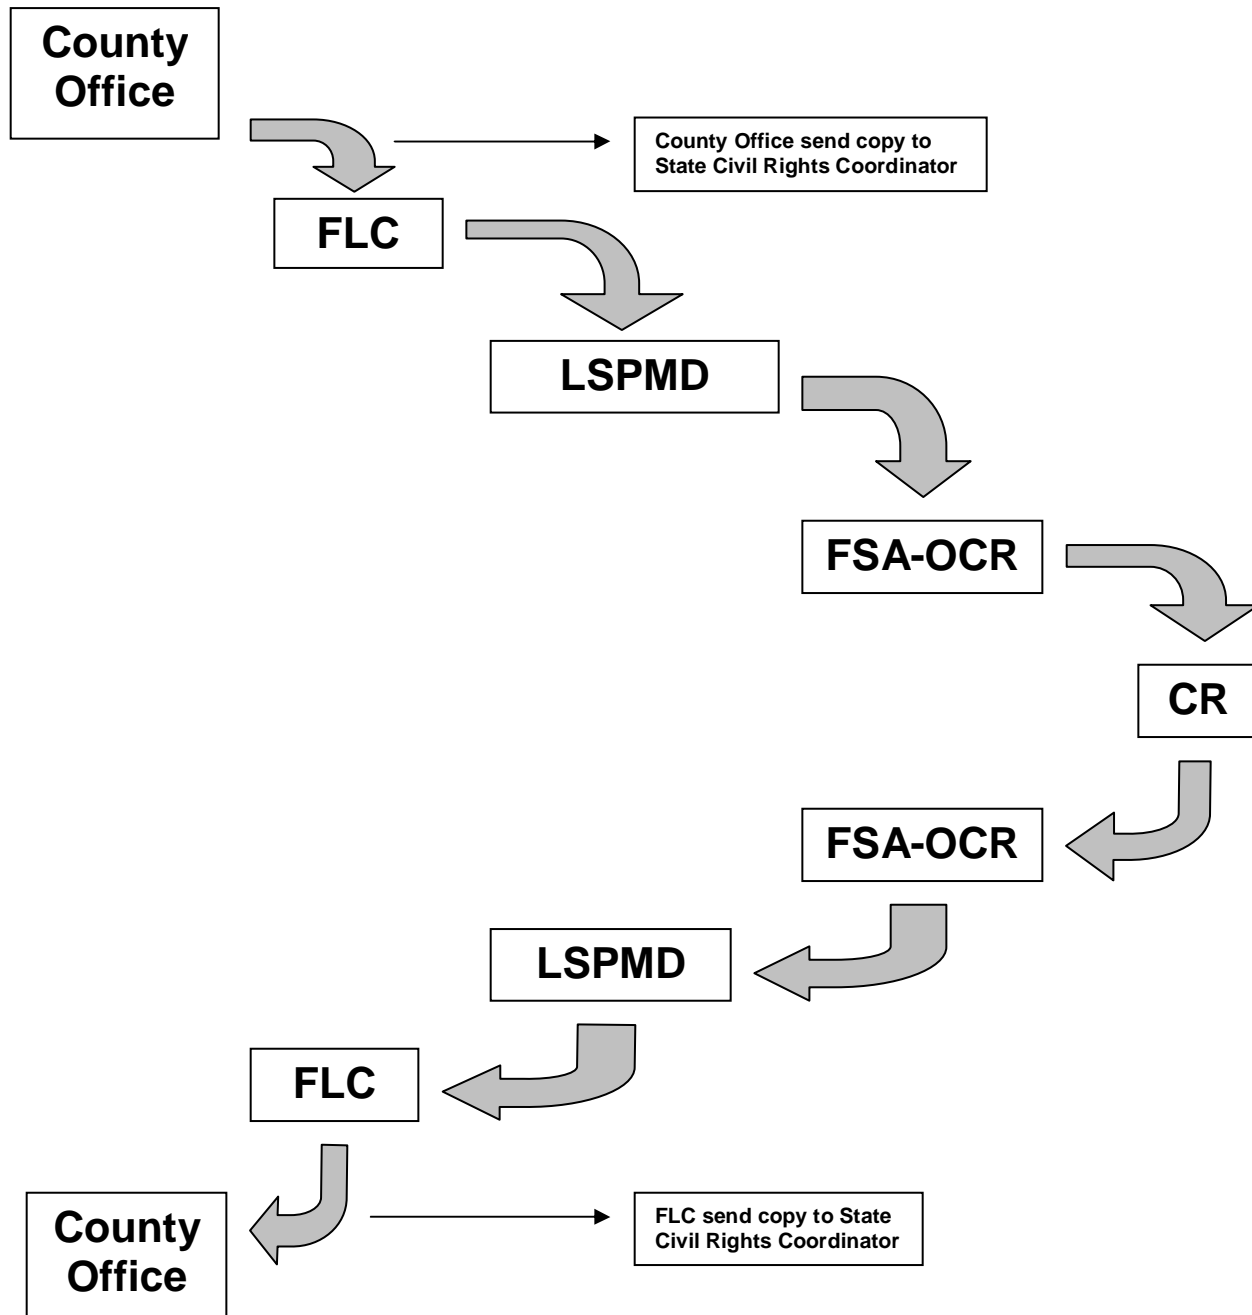 County
Office
County Office send copy to
State Civil Rights Coordinator
FLC
LSPMD
FSA-OCR
CR
FSA-OCR
LSPMD
FLC
County
Office
FLC send copy to State
Civil Rights Coordinator